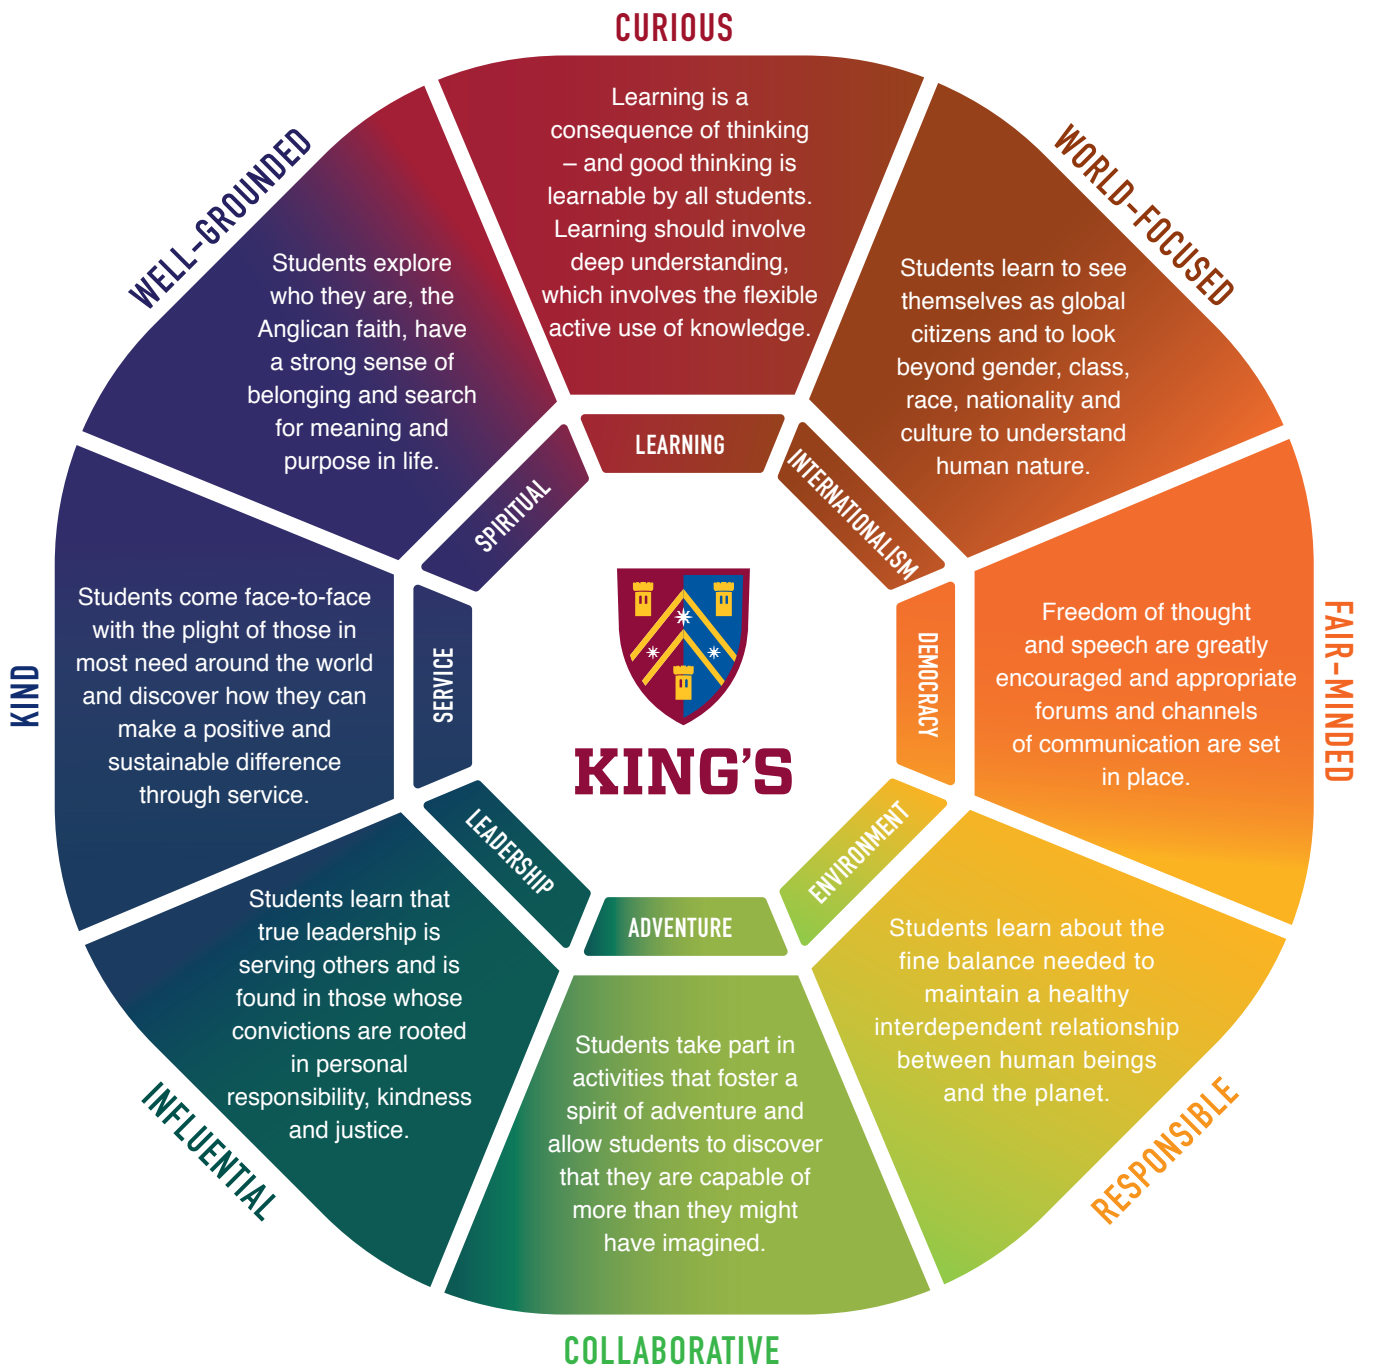 CURIOUS
Learning is a
consequence of thinking
– and good thinking is
learnable by all students.
Learning should involve
deep understanding,
which involves the flexible
active use of knowledge.
LEARNING
WORLD-FOCUSED
Students learn to see
themselves as global
citizens and to look
beyond gender, class,
race, nationality and
culture to understand
human nature.
INTERNATIONALISM
FAIR-MINDED
Freedom of thought
and speech are greatly
encouraged and appropriate
forums and channels
of communication are set
in place.
DEMOCRACY
RESPONSIBLE
Students learn about the
fine balance needed to
maintain a healthy
interdependent relationship
between human beings
and the planet.
ENVIRONMENT
COLLABORATIVE
Students take part in
activities that foster a
spirit of adventure and
allow students to discover
that they are capable of
more than they might
have imagined.
ADVENTURE
INFLUENTIAL
Students learn that
true leadership is
serving others and is
found in those whose
convictions are rooted
in personal
responsibility, kindness
and justice.
LEADERSHIP
KIND
Students come face-to-face
with the plight of those in
most need around the world
and discover how they can
make a positive and
sustainable difference
through service.
SERVICE
WELL-GROUNDED
Students explore
who they are, the
Anglican faith, have
a strong sense of
belonging and search
for meaning and
purpose in life.
SPIRITUAL
KING'S